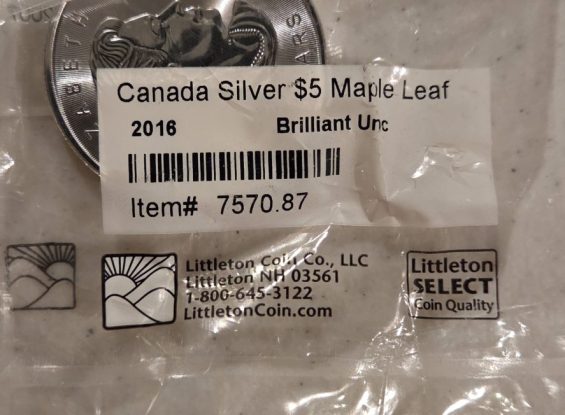 Canada Silver $5 Maple Leaf
2016 Brilliant Unc
Item# 7570.87
Littleton Coin Co., LLC
Littleton NH 03561
1-800-645-3122
LittletonCoin.com
Littleton
SELECT
Coin Quality